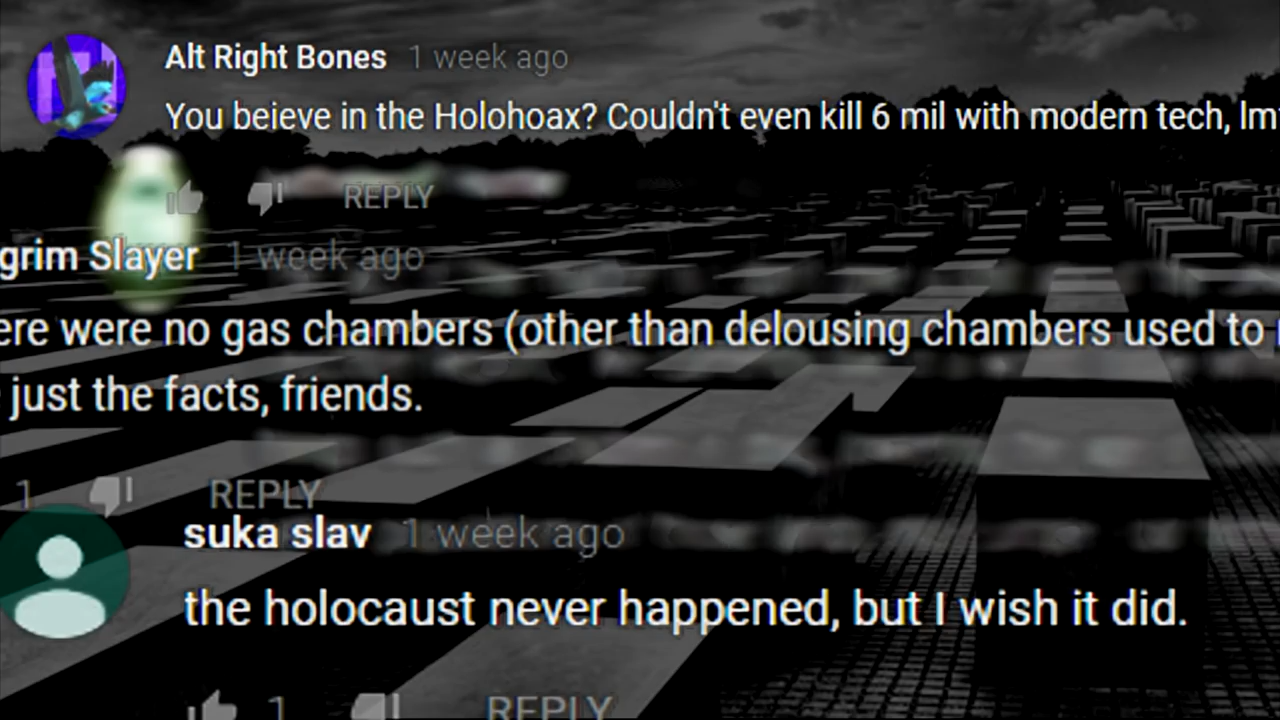 Alt Right Bones 1 week ago
You beieve in the Holohoax? Couldn't even kill 6 mil with modern tech, lm
REPLY
grim Slayer 1 week ago
ere were no gas chambers (other than delousing chambers used to
just the facts, friends.
1 REPLY
suka slav 1 week ago
the holocaust never happened, but I wish it did.
1 REPLY